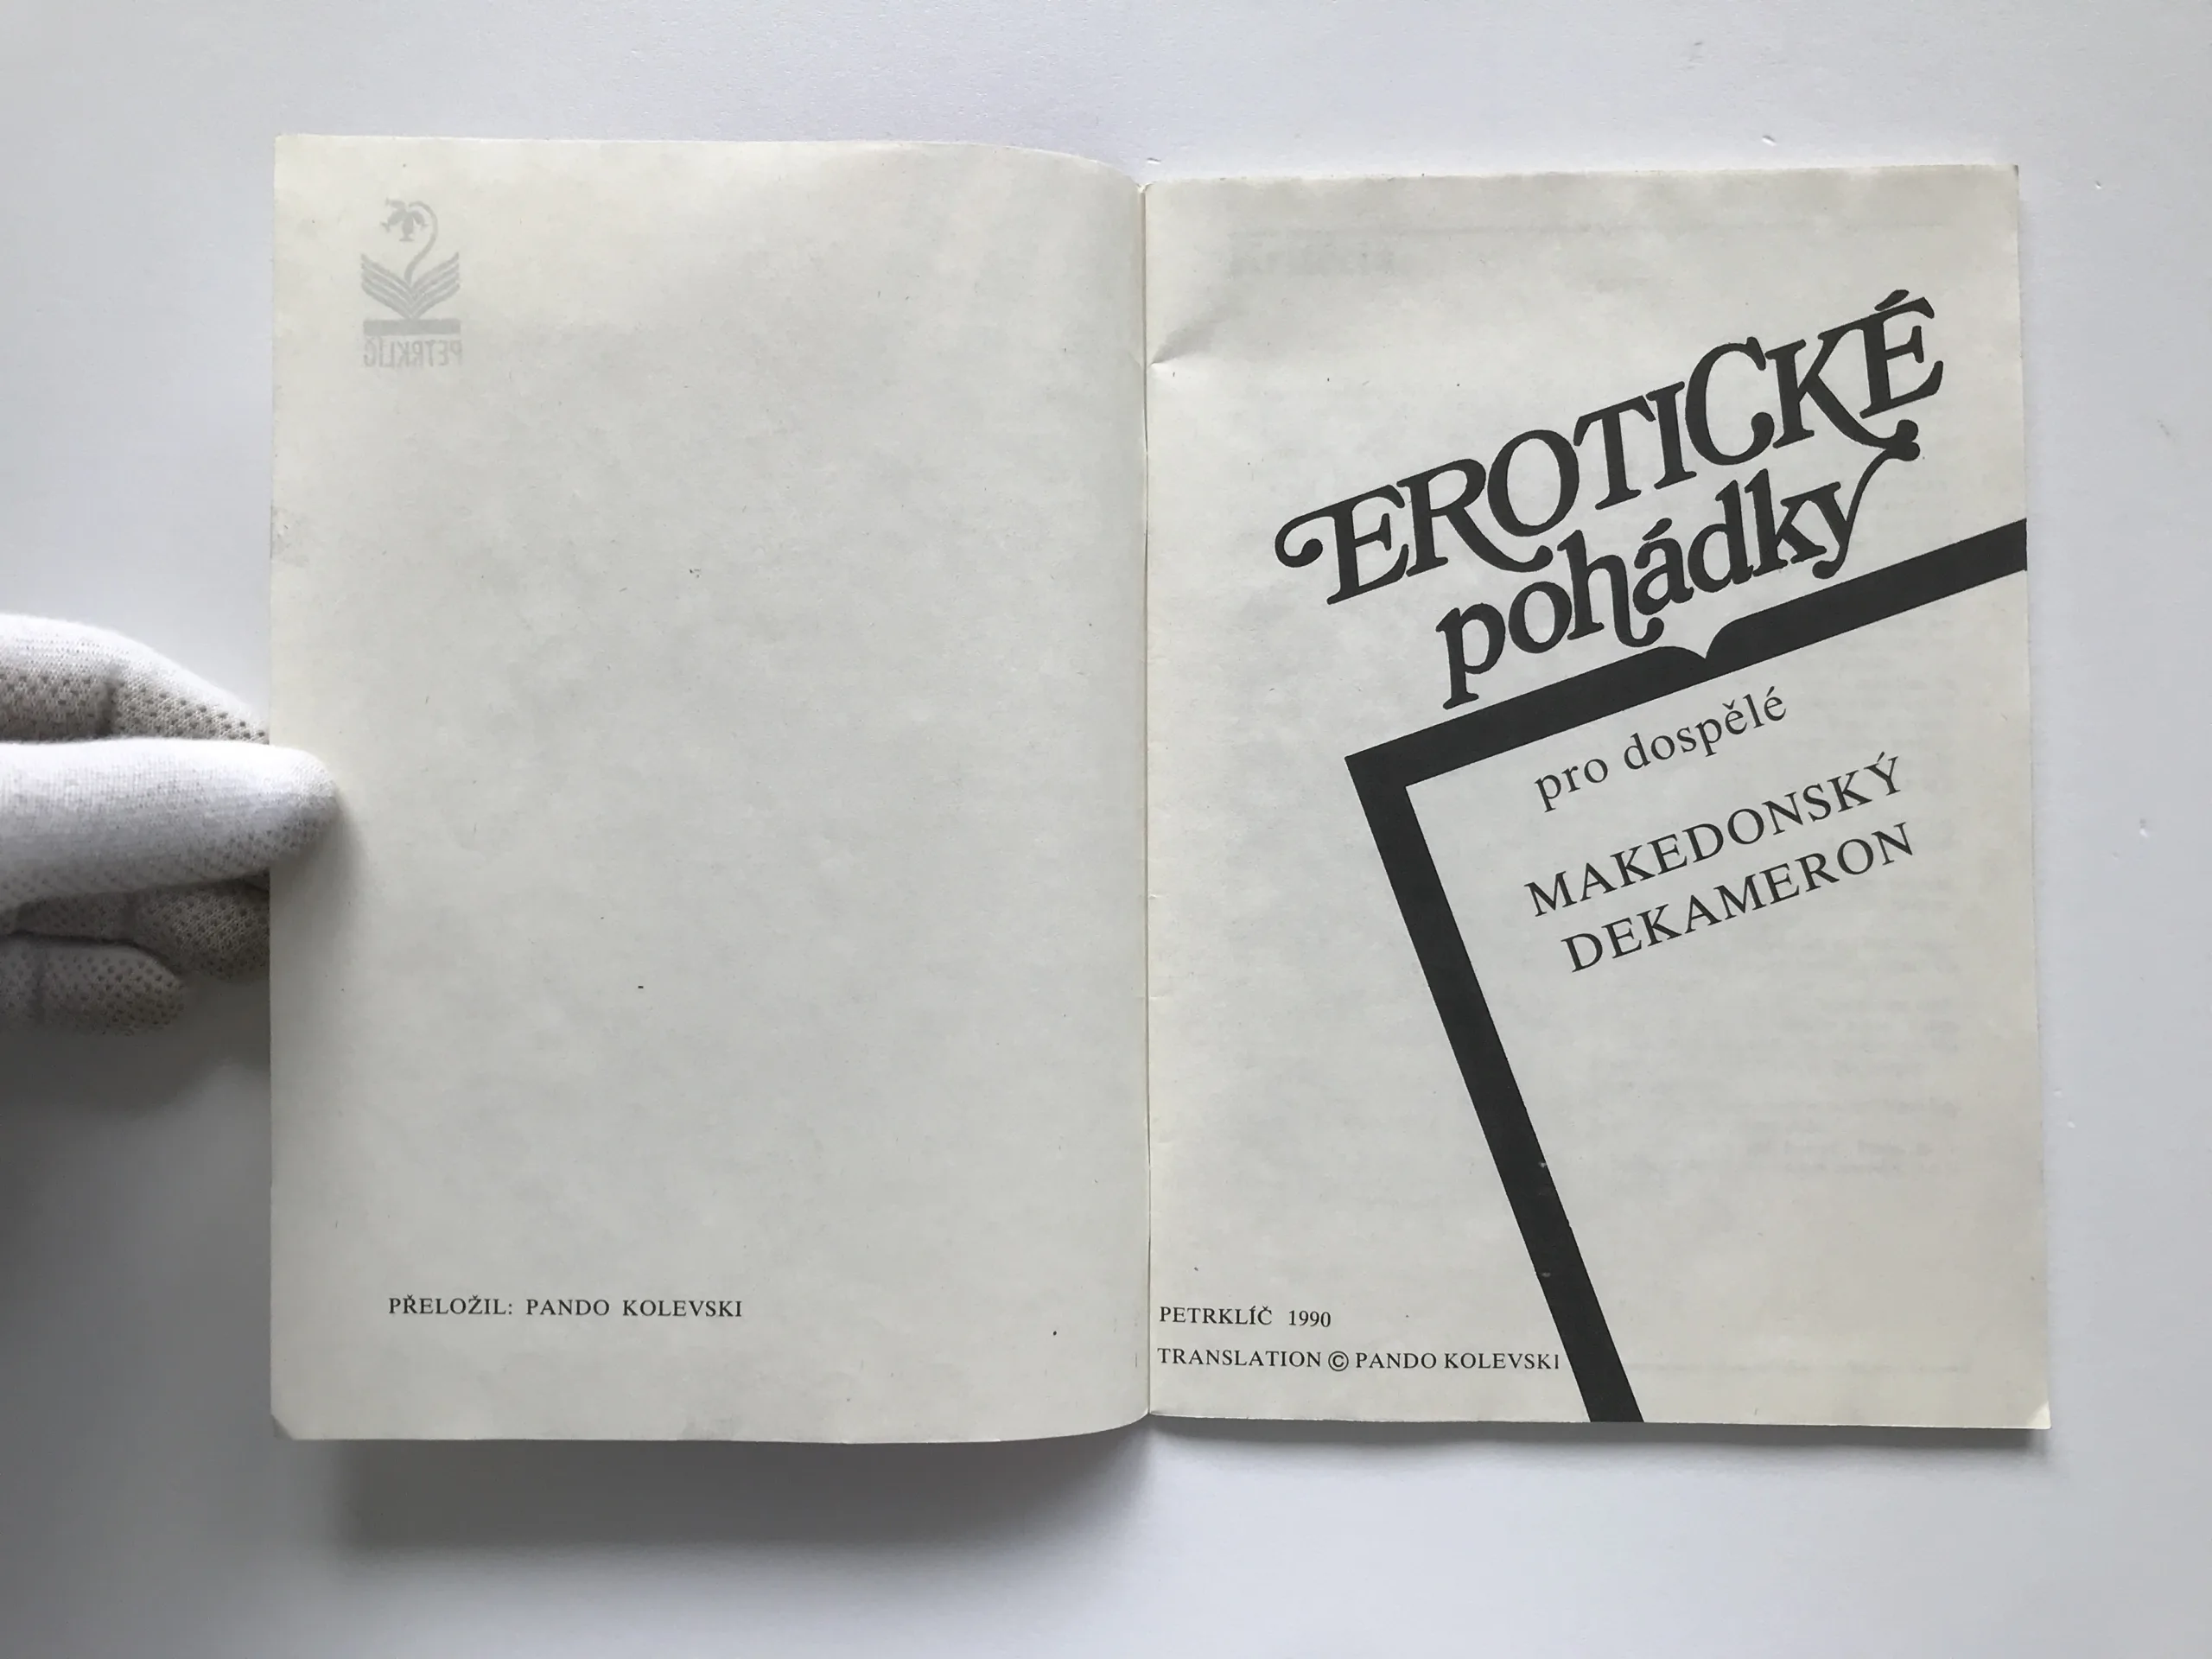 PETRKLÍČ
PŘELOŽIL: PANDO KOLEVSKI
EROTICKÉ
pohádky
pro dospělé
MAKEDONSKÝ
DEKAMERON
PETRKLÍČ 1990
TRANSLATION © PANDO KOLEVSKI